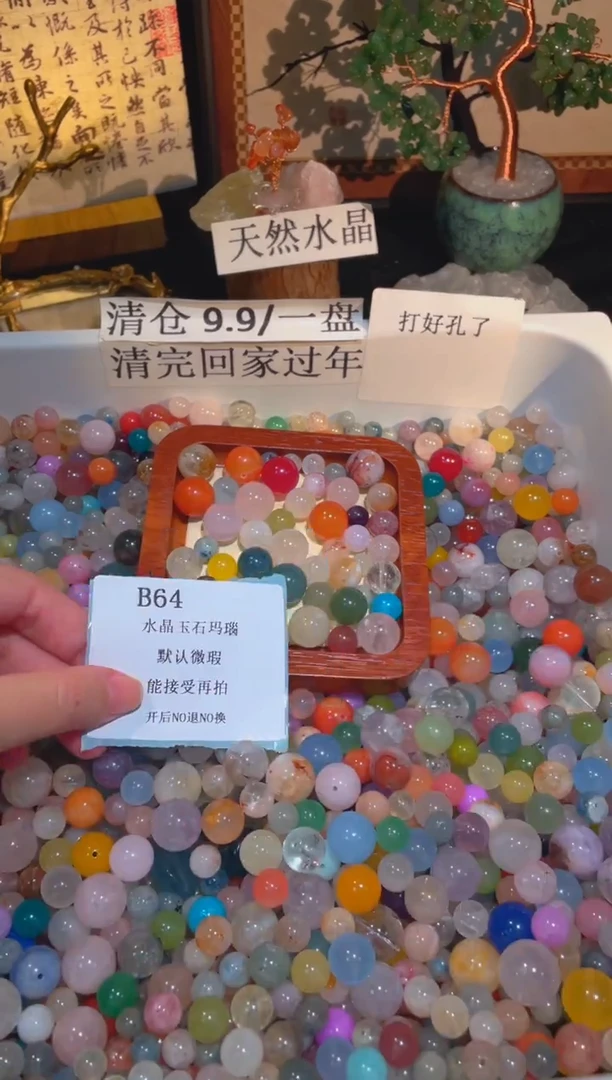 天然水晶
清仓 9.9/一盘
清完回家过年
打好孔了
B64
水晶玉石玛瑙
默认微瑕
能接受再拍
开后NO退NO换